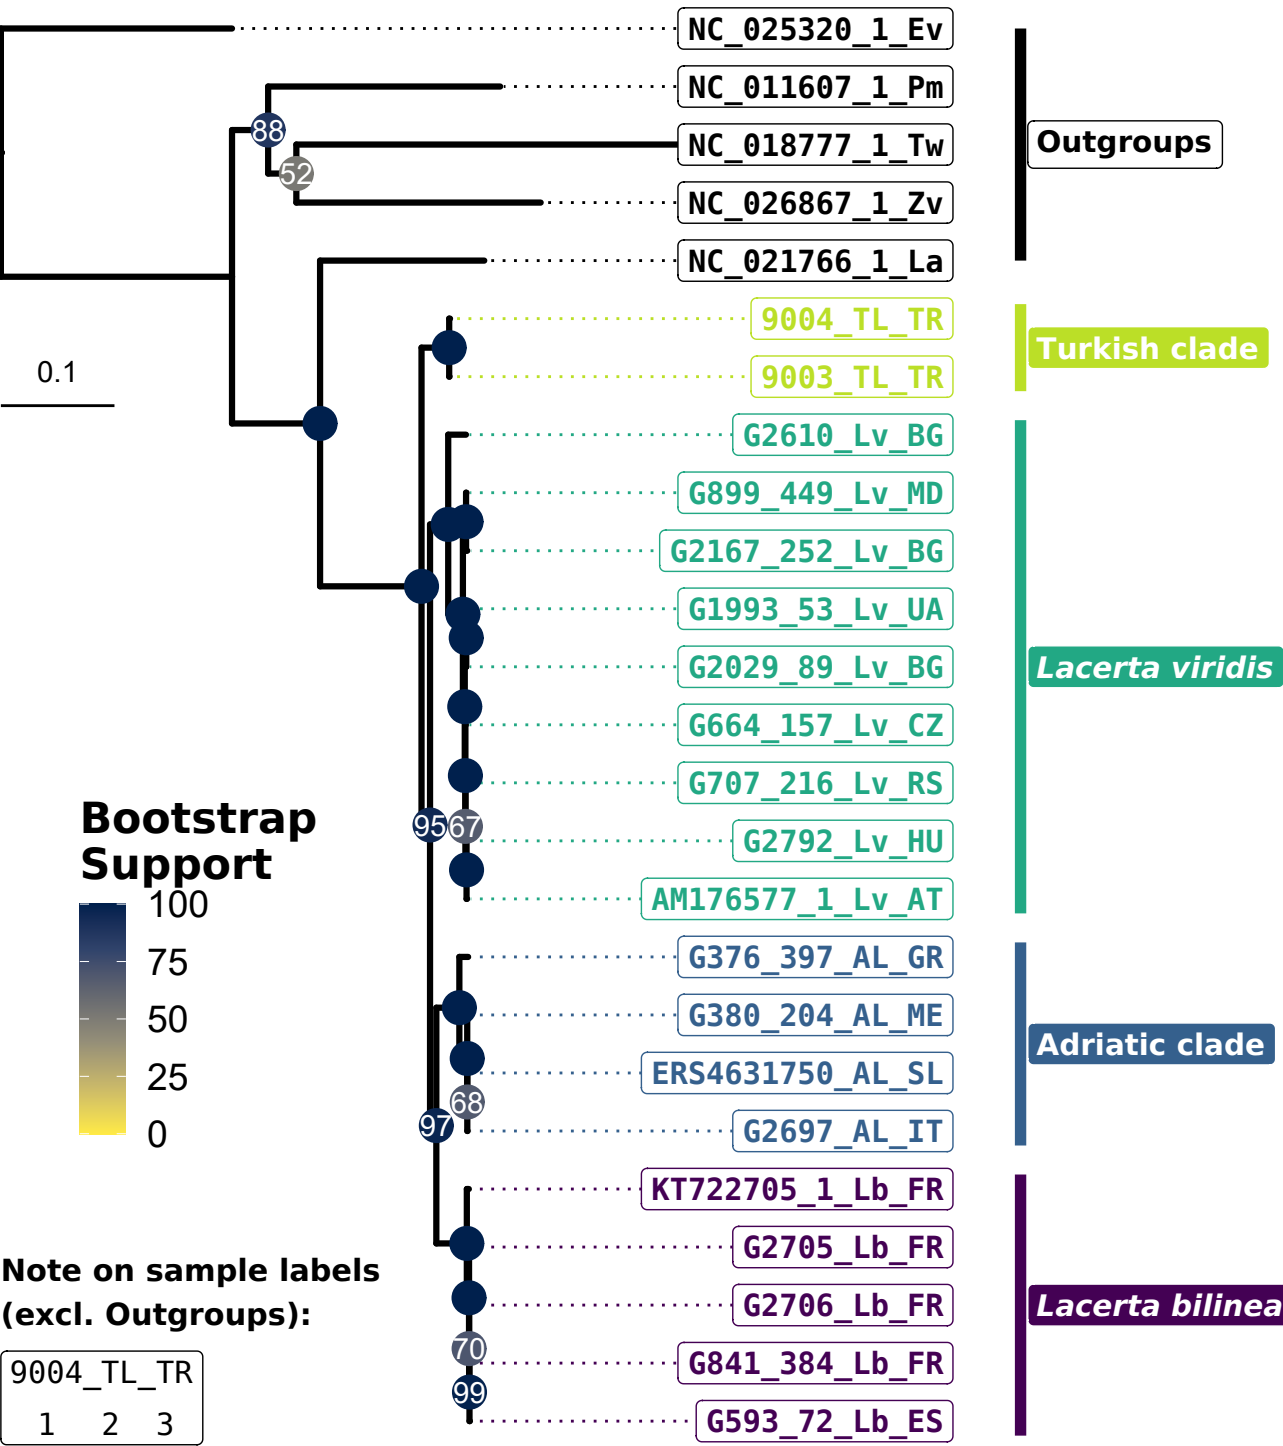 NC_025320_1_Ev
NC_011607_1_Pm
88
NC_018777_1_Tw
Outgroups
52
NC_026867_1_Zv
NC_021766_1_La
9004_TL_TR
Turkish clade
0.1
9003_TL_TR
G2610_Lv_BG
G899_449_Lv_MD
G2167_252_Lv_BG
G1993_53_Lv_UA
G2029_89_Lv_BG
Lacerta viridis
G664_157_Lv_CZ
G707_216_Lv_RS
95
67
G2792_Lv_HU
AM176577_1_Lv_AT
Bootstrap
Support
100
75
50
25
0
G376_397_AL_GR
G380_204_AL_ME
Adriatic clade
ERS4631750_AL_SL
68
97
G2697_AL_IT
KT722705_1_Lb_FR
G2705_Lb_FR
G2706_Lb_FR
Lacerta bilinea
70
G841_384_Lb_FR
99
G593_72_Lb_ES
Note on sample labels
(excl. Outgroups):
9004_TL_TR
1 2 3